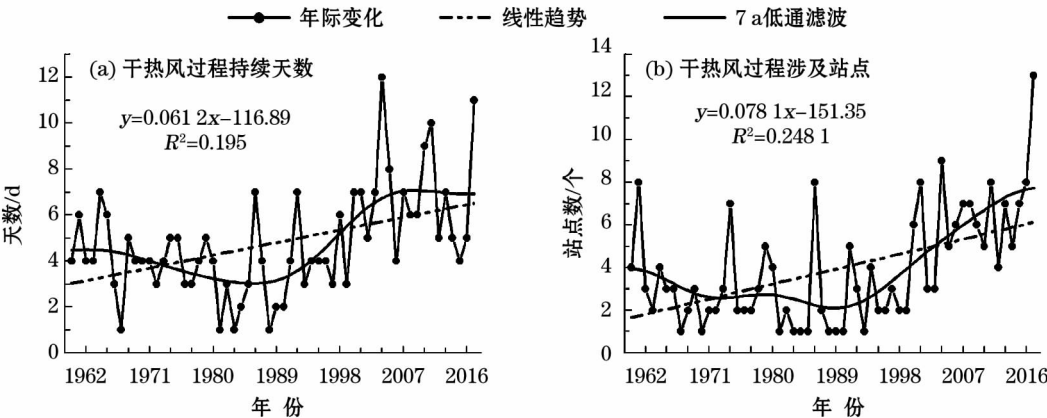 年际变化 线性趋势 7 a低通滤波
(a) 干热风过程持续天数
y=0.061 2x−116.89
R²=0.195
天数/d
12
10
8
6
4
2
0
1962 1971 1980 1989 1998 2007 2016
年 份
(b) 干热风过程涉及站点
y=0.078 1x−151.35
R²=0.248 1
站点数/个
14
12
10
8
6
4
2
0
1962 1971 1980 1989 1998 2007 2016
年 份